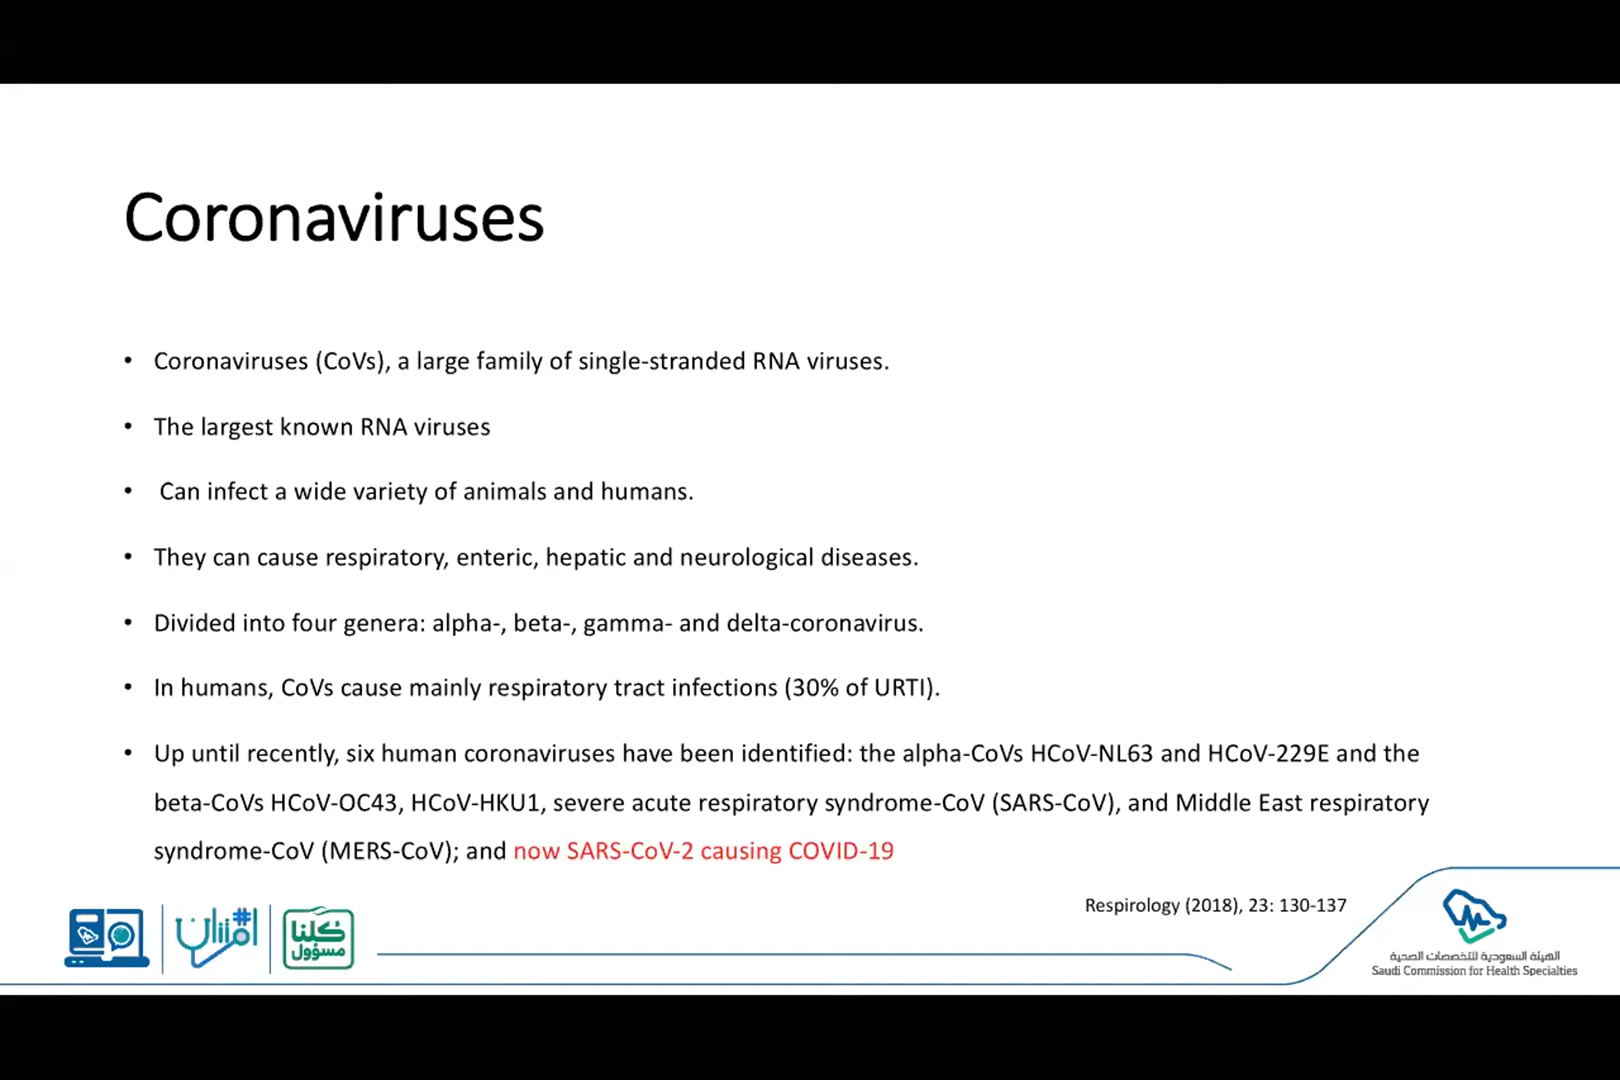 Coronaviruses
• Coronaviruses (CoVs), a large family of single-stranded RNA viruses.
• The largest known RNA viruses
• Can infect a wide variety of animals and humans.
• They can cause respiratory, enteric, hepatic and neurological diseases.
• Divided into four genera: alpha-, beta-, gamma- and delta-coronavirus.
• In humans, CoVs cause mainly respiratory tract infections (30% of URTI).
• Up until recently, six human coronaviruses have been identified: the alpha-CoVs HCoV-NL63 and HCoV-229E and the
beta-CoVs HCoV-OC43, HCoV-HKU1, severe acute respiratory syndrome-CoV (SARS-CoV), and Middle East respiratory
syndrome-CoV (MERS-CoV); and now SARS-CoV-2 causing COVID-19
Respirology (2018), 23: 130-137
#امتنان
كلنا
مسؤول
الهيئة السعودية للتخصصات الصحية
Saudi Commission for Health Specialties